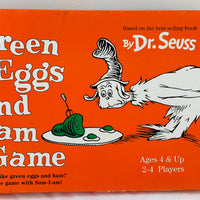 Based on the best-selling book
By Dr. Seuss
reen
Eggs
nd
am
Game
Ages 4 & Up
2-4 Players
ike green eggs and ham?
e game with Sam-I-am!